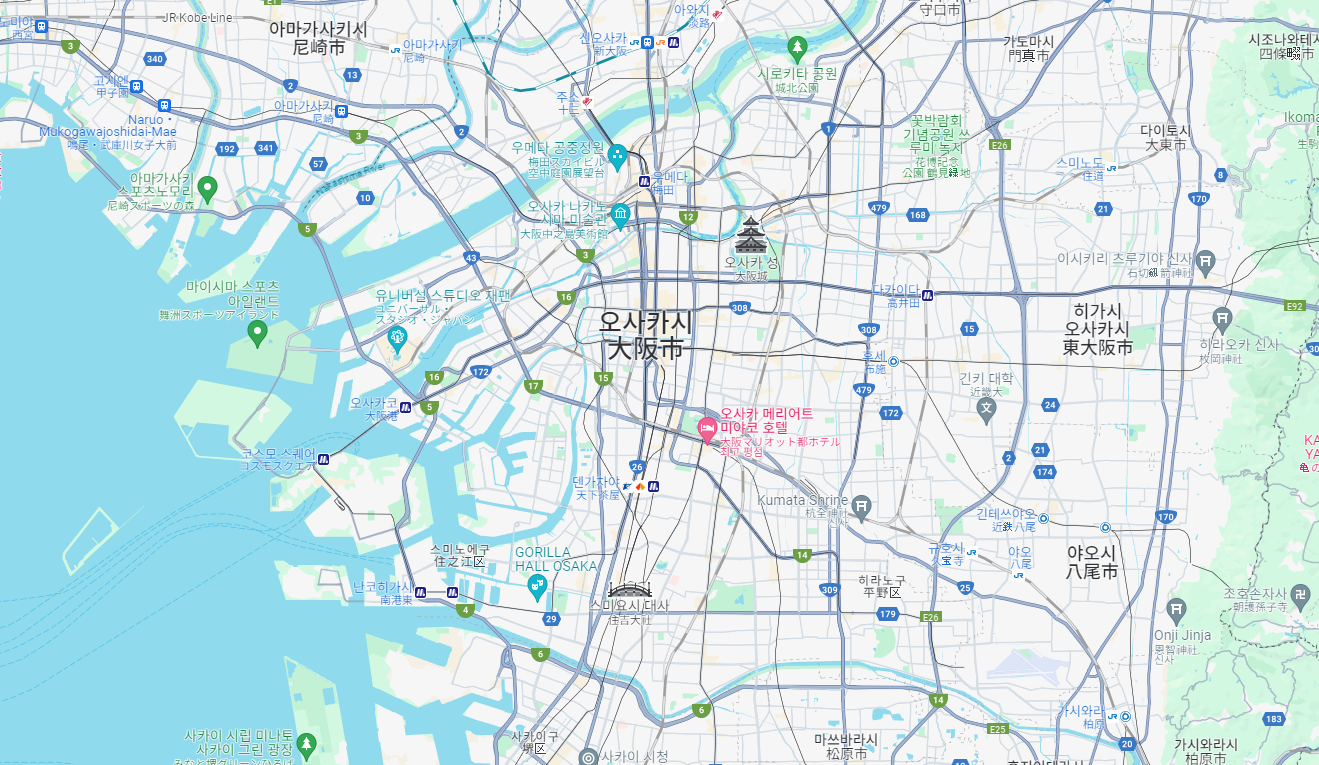 JR Kobe Line
아마가사키시
尼崎市
아마가사키
尼崎
신오사카
新大阪
아와지
淡路
守口市
가도마시
門真市
시로키타 공원
城北公園
西宮
3
340
13
2
고시엔
甲子園
아마가사키
尼崎
주소
十三
Naruo・
Mukogawajoshidai-Mae
鳴尾・武庫川女子大前
3
2
192
341
57
10
1
꽃박람회
기념공원 쓰
루미 녹지
花博記念
公園 鶴見緑地
E26
다이토시
大東市
스미노도
住道
8
170
우메다 공중정원
梅田スカイビル
空中庭園展望台
우메다
梅田
아마가사키
스포츠노모리
尼崎スポーツの森
5
오사카 나카노
시마 미술관
大阪中之島美術館
12
479
168
21
오사카 성
大阪城
43
3
이시키리 츠루기야 신사
石切劔箭神社
마이시마 스포츠
아일랜드
舞洲スポーツアイランド
유니버설 스튜디오 재팬
ユニバーサル・
スタジオ・ジャパン
16
다카이다
高井田
E92
308
308
15
오사카시
大阪市
히가시
오사카시
東大阪市
히라오카 신사
枚岡神社
후세
布施
16
172
17
15
긴키 대학
近畿大
479
172
24
오사카코
大阪港
5
오사카 메리어트
미야코 호텔
大阪マリオット都ホテル
최고 평점
코스모 스퀘어
コスモスクエア
26
21
2
174
덴가자야
天下茶屋
Kumata Shrine
杭全神社
신사
긴테쓰야오
近鉄八尾
170
스미노에구
住之江区
GORILLA
HALL OSAKA
14
규호시
久宝寺
야오
八尾
야오시
八尾市
난코히가시
南港東
4
스미요시 대사
住吉大社
29
309
히라노구
平野区
25
179
E26
조호손자사
朝護孫子寺
Onji Jinja
恩智神社
신사
6
6
14
E25
가시와라
柏原
20
183
사카이 시립 미나토
사카이 그린 광장
사카이구
堺区
사카이 시청
마쓰바라시
松原市
가시와라시
柏原市